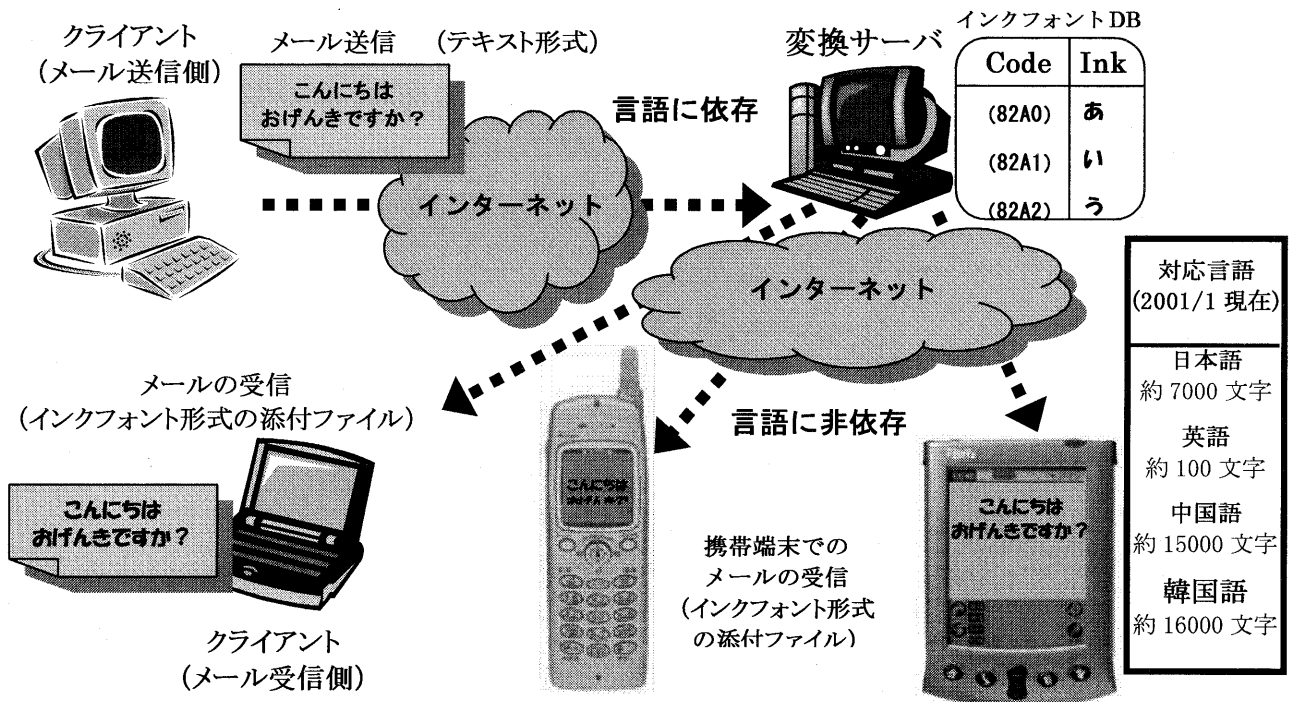 クライアント
(メール送信側)
メール送信 (テキスト形式)
こんにちは
おげんきですか？
インターネット
言語に依存
変換サーバ
インクフォントDB
Code Ink
(82A0) あ
(82A1) い
(82A2) う
インターネット
対応言語
(2001/1 現在)
日本語
約 7000 文字
英語
約 100 文字
中国語
約 15000 文字
韓国語
約 16000 文字
メールの受信
(インクフォント形式の添付ファイル)
こんにちは
おげんきですか？
クライアント
(メール受信側)
こんにちは
言語に非依存
携帯端末での
メールの受信
(インクフォント形式
の添付ファイル)
こんにちは
おげんきですか？